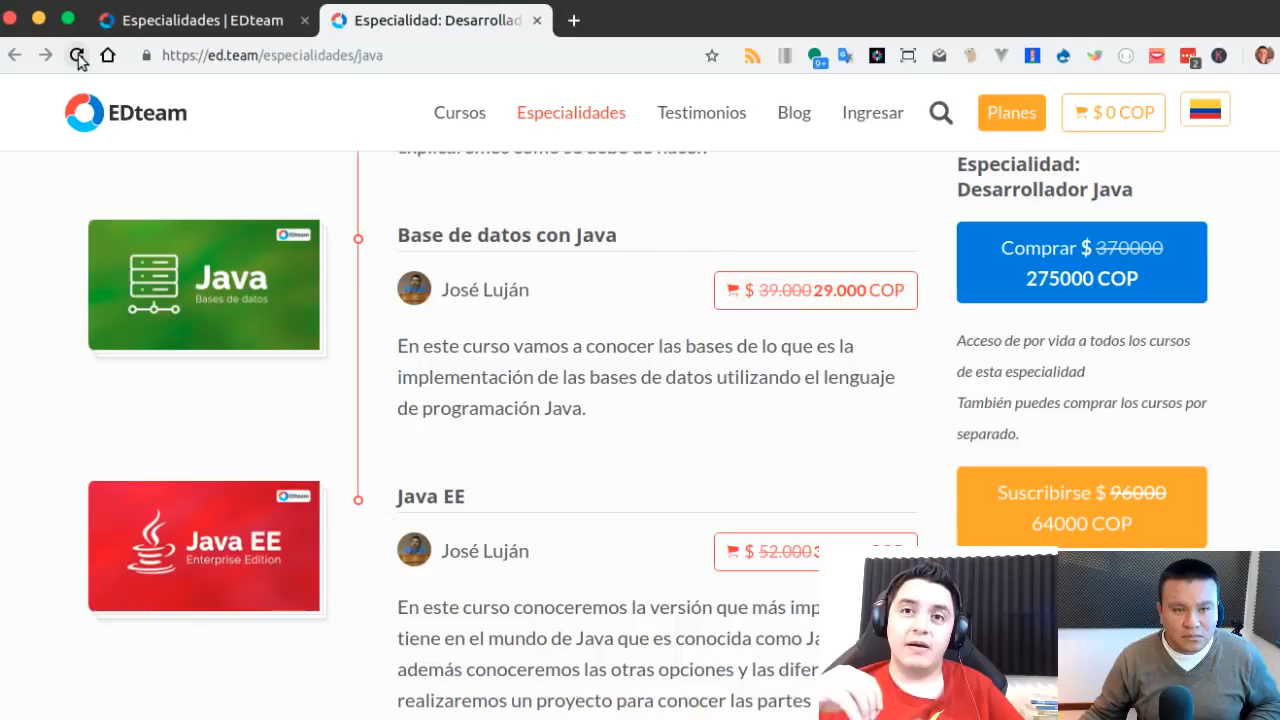 Especialidades | EDteam
Especialidad: Desarrollad
https://ed.team/especialidades/java
9+
2
EDteam
Cursos
Especialidades
Testimonios
Blog
Ingresar
Planes
$ 0 COP
Especialidad:
Desarrollador Java
Comprar $ 370000
275000 COP
Acceso de por vida a todos los cursos
de esta especialidad
También puedes comprar los cursos por
separado.
Suscribirse $ 96000
64000 COP
EDteam
Java
Bases de datos
Base de datos con Java
José Luján
$ 39.000 29.000 COP
En este curso vamos a conocer las bases de lo que es la
implementación de las bases de datos utilizando el lenguaje
de programación Java.
EDteam
Java EE
Enterprise Edition
Java EE
José Luján
$ 52.000
En este curso conoceremos la versión que más
tiene en el mundo de Java que es conocida como
además conoceremos las otras opciones y las
realizaremos un proyecto para conocer las partes